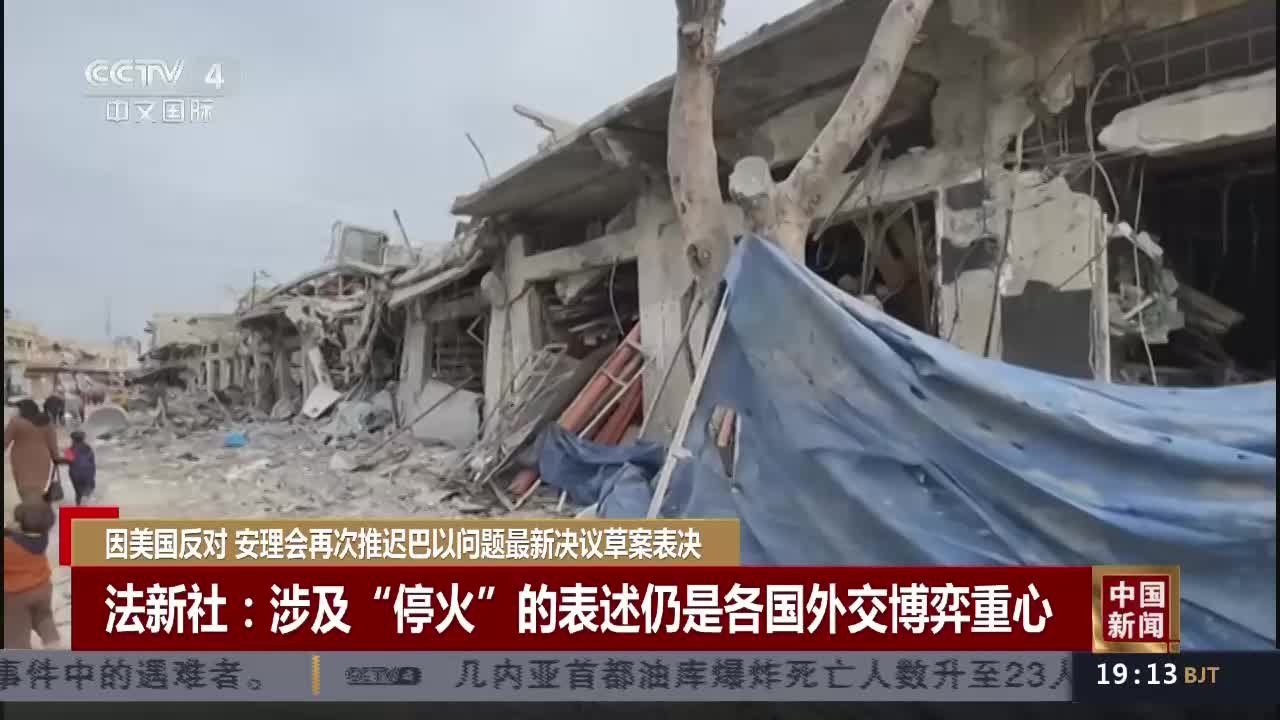 CCTV 4
中文国际
因美国反对 安理会再次推迟巴以问题最新决议草案表决
法新社：涉及“停火”的表述仍是各国外交博弈重心
中国
新闻
事件中的遇难者。 CCTV 4 几内亚首都油库爆炸死亡人数升至23人
19:13 BJT